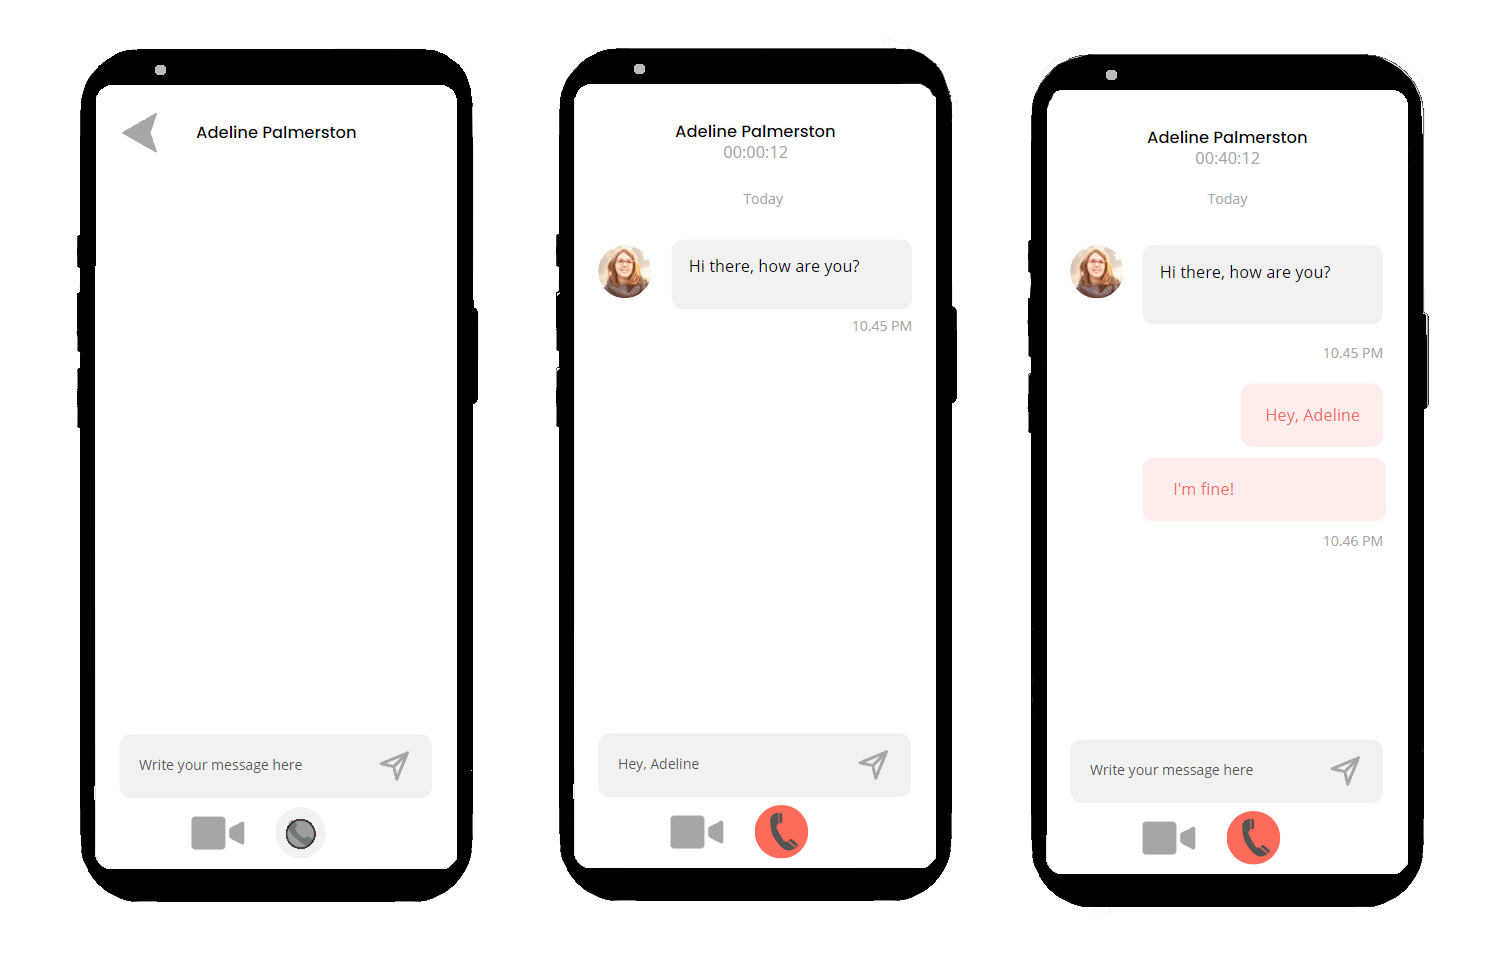 Adeline Palmerston
Write your message here
Adeline Palmerston
00:00:12
Today
Hi there, how are you?
10.45 PM
Hey, Adeline
Adeline Palmerston
00:40:12
Today
Hi there, how are you?
10.45 PM
Hey, Adeline
I'm fine!
10.46 PM
Write your message here